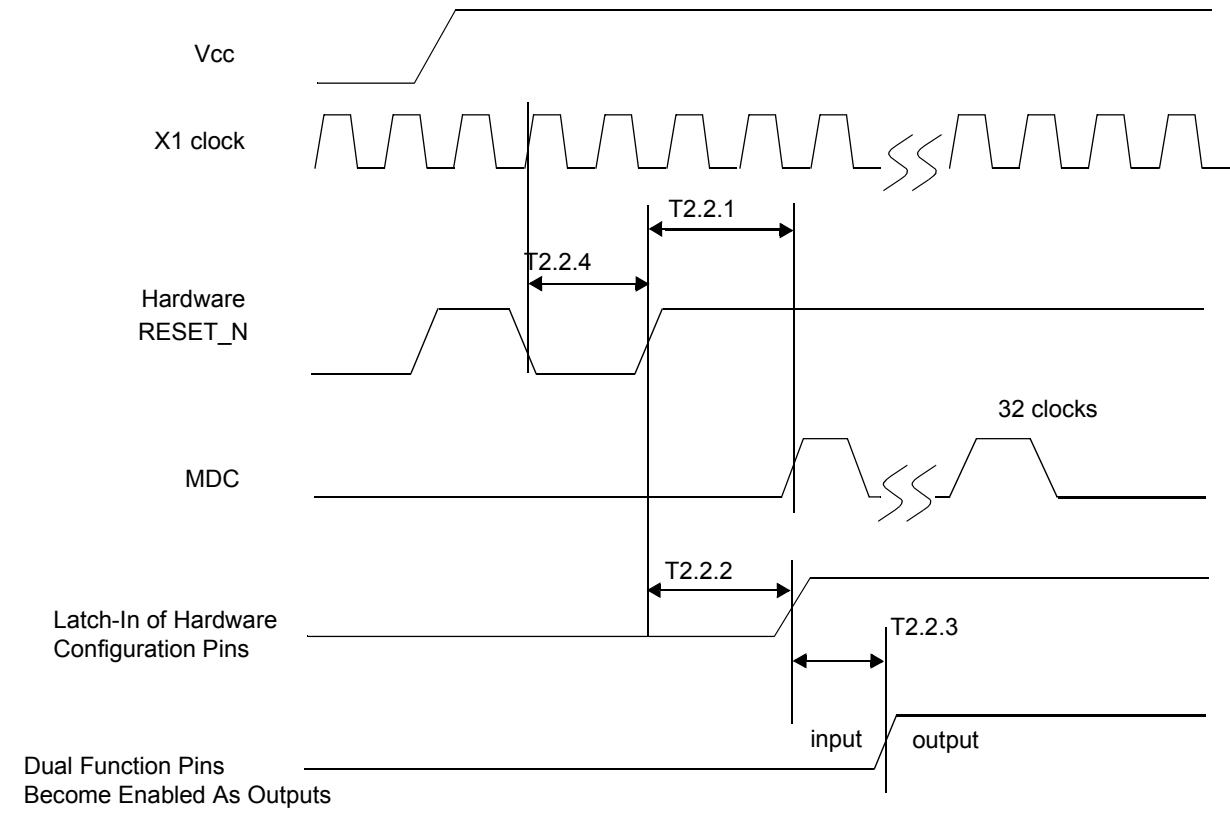 Vcc
X1 clock
T2.2.1
T2.2.4
Hardware
RESET_N
32 clocks
MDC
T2.2.2
Latch-In of Hardware
Configuration Pins
T2.2.3
input
output
Dual Function Pins
Become Enabled As Outputs